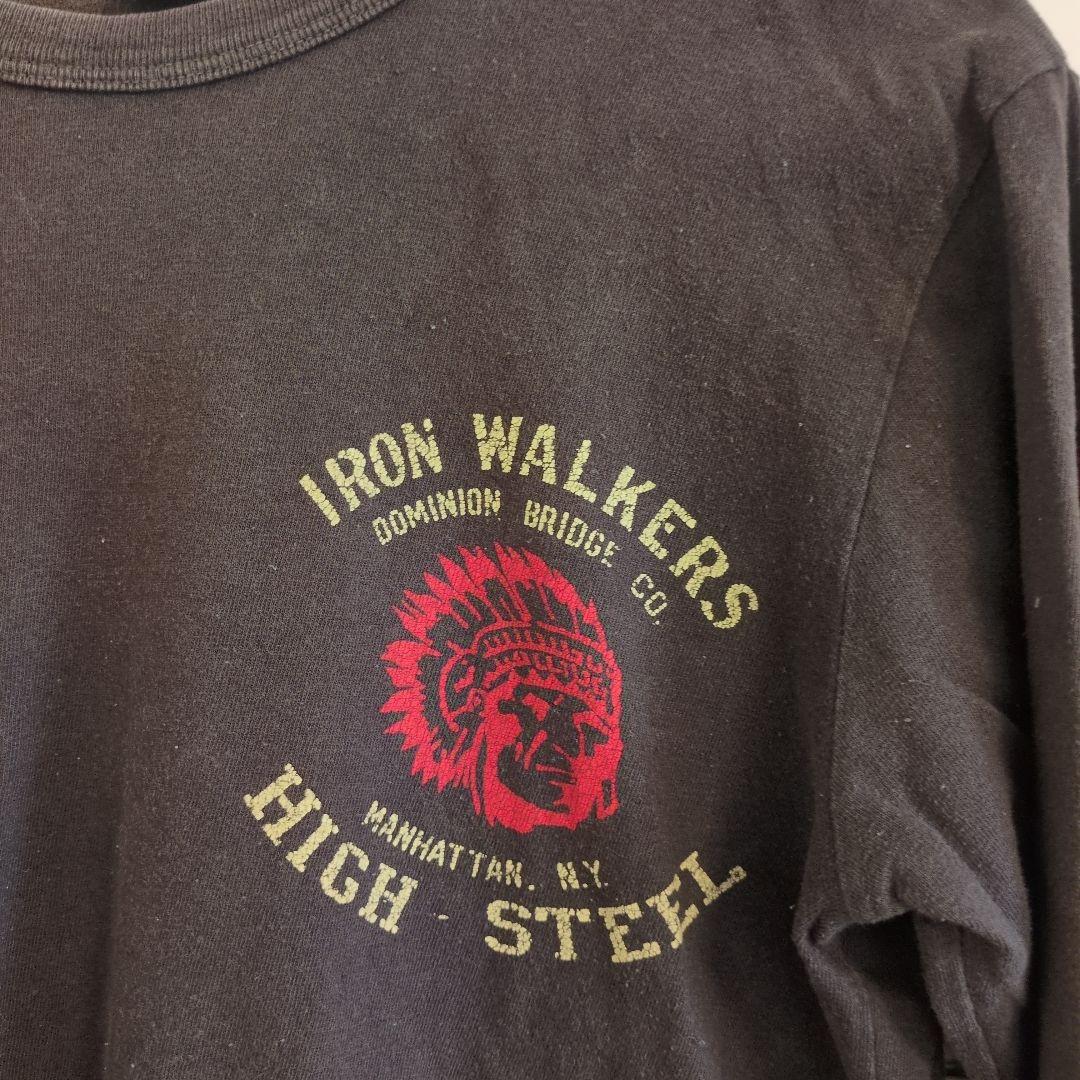 IRON WALKERS
DOMINION BRIDGE CO.
MANHATTAN. N.Y.
HIGH - STEEL